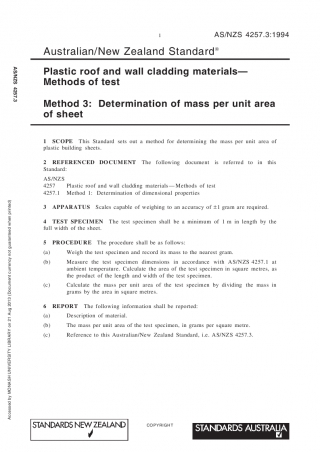 1
AS/NZS 4257.3:1994
Australian/New Zealand Standard®
Plastic roof and wall cladding materials—
Methods of test
Method 3: Determination of mass per unit area
of sheet
1 SCOPE This Standard sets out a method for determining the mass per unit area of
plastic building sheets.
2 REFERENCED DOCUMENT The following document is referred to in this
Standard:
AS/NZS
4257 Plastic roof and wall cladding materials—Methods of test
4257.1 Method 1: Determination of dimensional properties
3 APPARATUS Scales capable of weighing to an accuracy of ±1 gram are required.
4 TEST SPECIMEN The test specimen shall be a minimum of 1 m in length by the
full width of the sheet.
5 PROCEDURE The procedure shall be as follows:
(a) Weigh the test specimen and record its mass to the nearest gram.
(b) Measure the test specimen dimensions in accordance with AS/NZS 4257.1 at
ambient temperature. Calculate the area of the test specimen in square metres, as
the product of the length and width of the test specimen.
(c) Calculate the mass per unit area of the test specimen by dividing the mass in
grams by the area in square metres.
6 REPORT The following information shall be reported:
(a) Description of material.
(b) The mass per unit area of the test specimen, in grams per square metre.
(c) Reference to this Australian/New Zealand Standard, i.e. AS/NZS 4257.3.
AS/NZS 4257.3
Accessed by MONASH UNIVERSITY LIBRARY on 21 Aug 2013 (Document currency not guaranteed when printed)
STANDARDS NEW ZEALAND
COPYRIGHT
STANDARDS AUSTRALIA